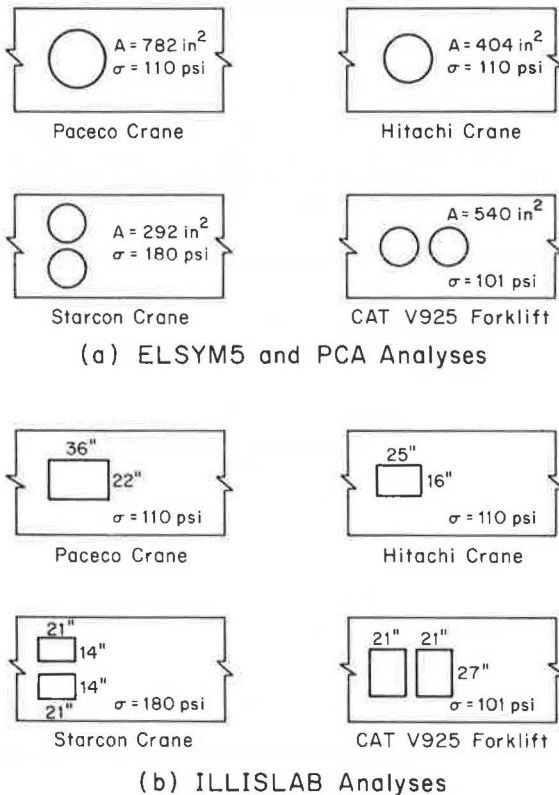 A = 782 in²
σ = 110 psi
Paceco Crane
A = 404 in²
σ = 110 psi
Hitachi Crane
A = 292 in²
σ = 180 psi
Starcon Crane
A = 540 in²
σ = 101 psi
CAT V925 Forklift
(a) ELSYM5 and PCA Analyses
36"
22"
σ = 110 psi
Paceco Crane
25"
16"
σ = 110 psi
Hitachi Crane
21"
14"
14"
21"
σ = 180 psi
Starcon Crane
21" 21"
27"
σ = 101 psi
CAT V925 Forklift
(b) ILLISLAB Analyses